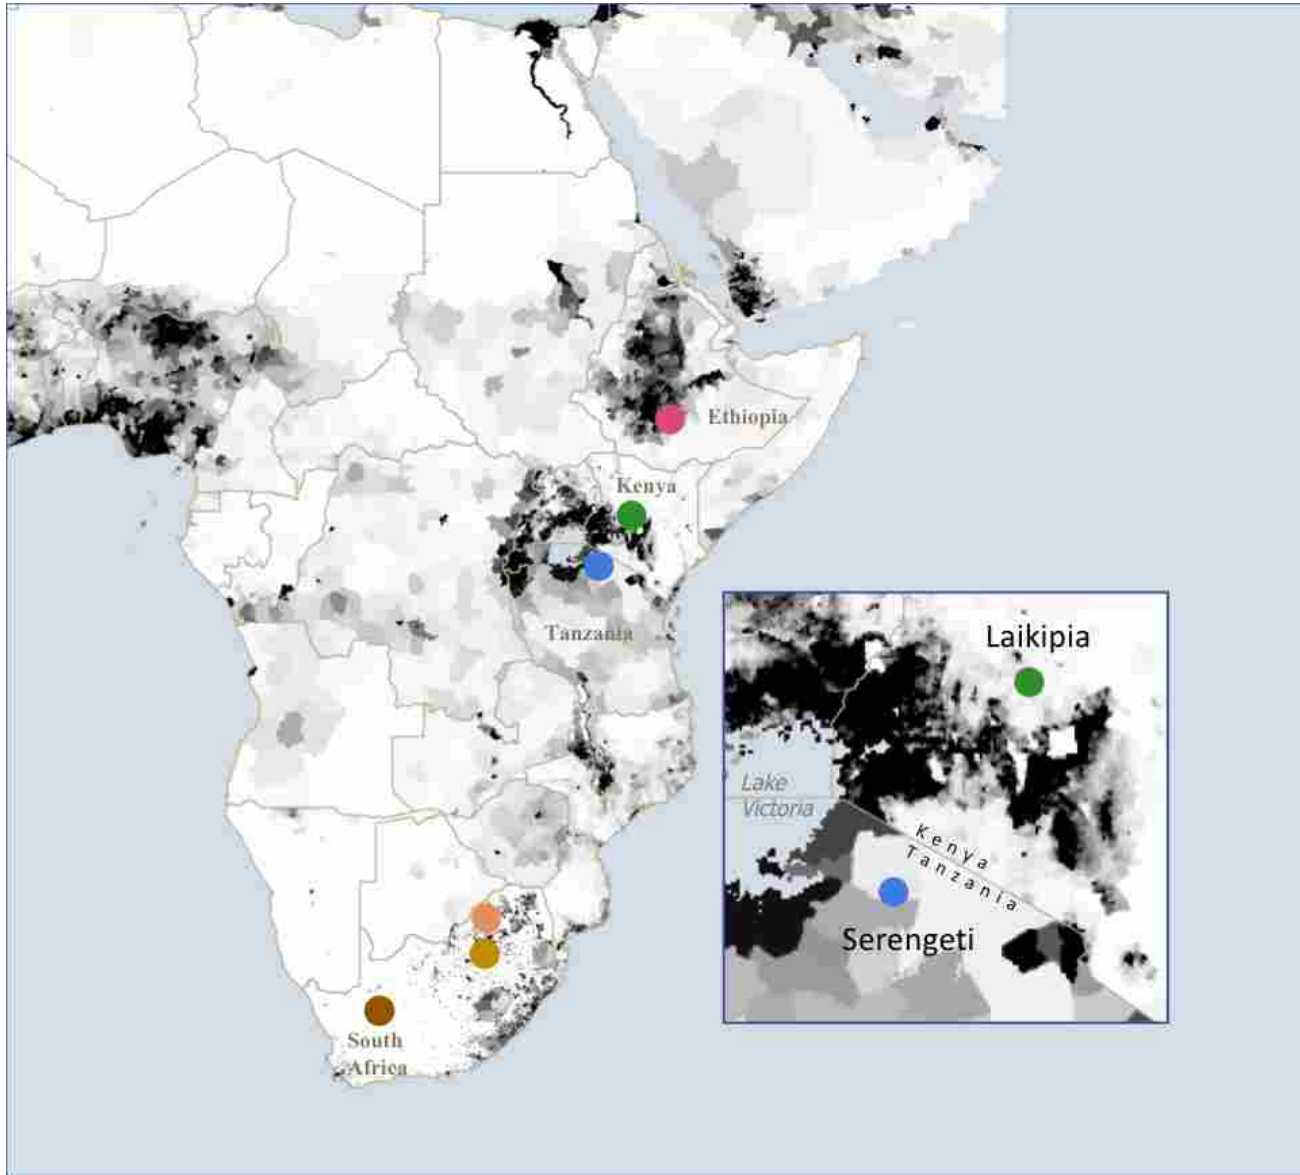 Ethiopia
Kenya
Tanzania
South
Africa
Laikipia
Lake
Victoria
Kenya
Tanzania
Serengeti